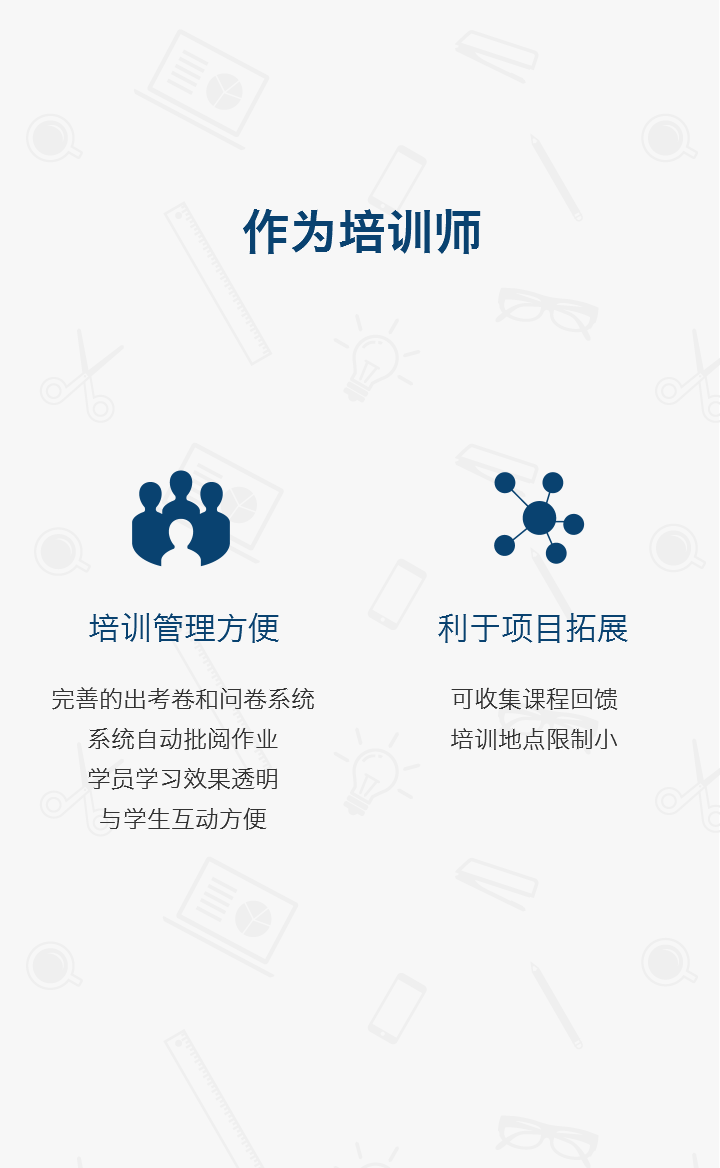 作为培训师
培训管理方便
完善的出考卷和问卷系统
系统自动批阅作业
学员学习效果透明
与学生互动方便
利于项目拓展
可收集课程回馈
培训地点限制小